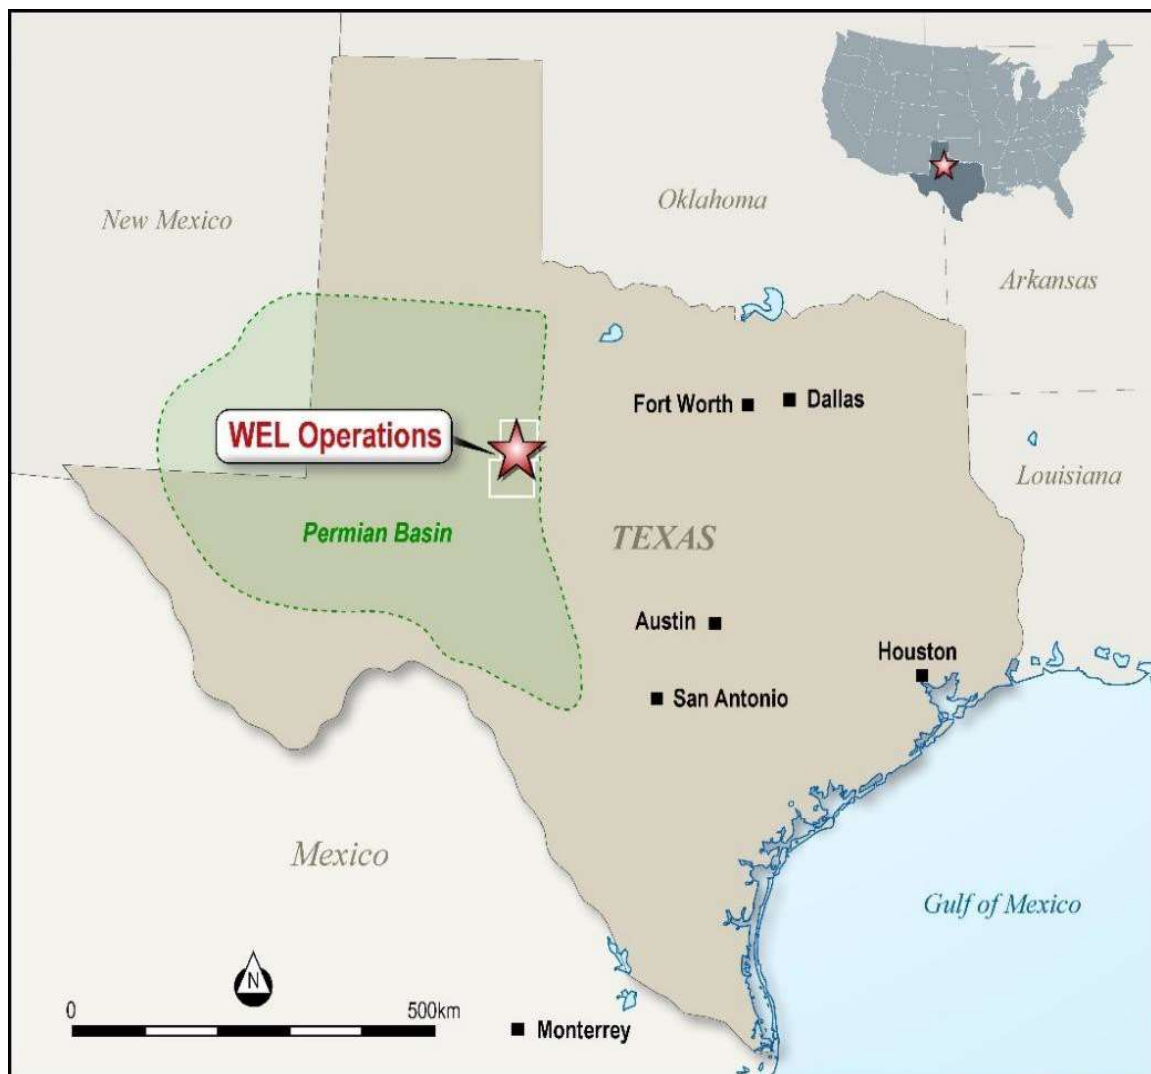 Oklahoma
New Mexico
Arkansas
Fort Worth
Dallas
WEL Operations
Louisiana
Permian Basin
TEXAS
Austin
Houston
San Antonio
Mexico
Gulf of Mexico
N
0
500km
Monterrey